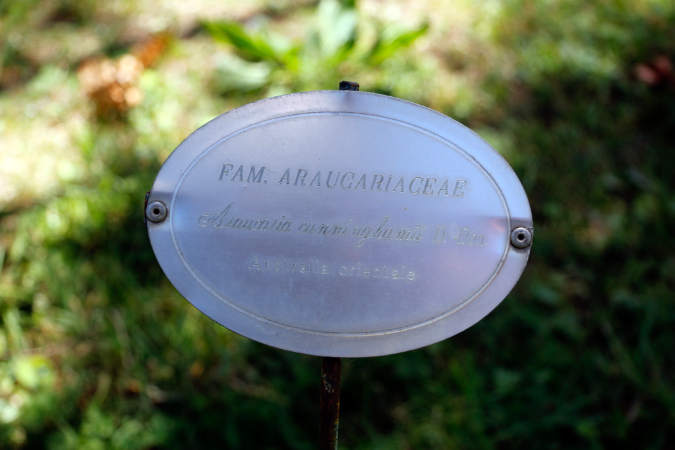 FAM. ARAUCARIACEAE
Araucaria cunninghamii D. Don
Australia orientale